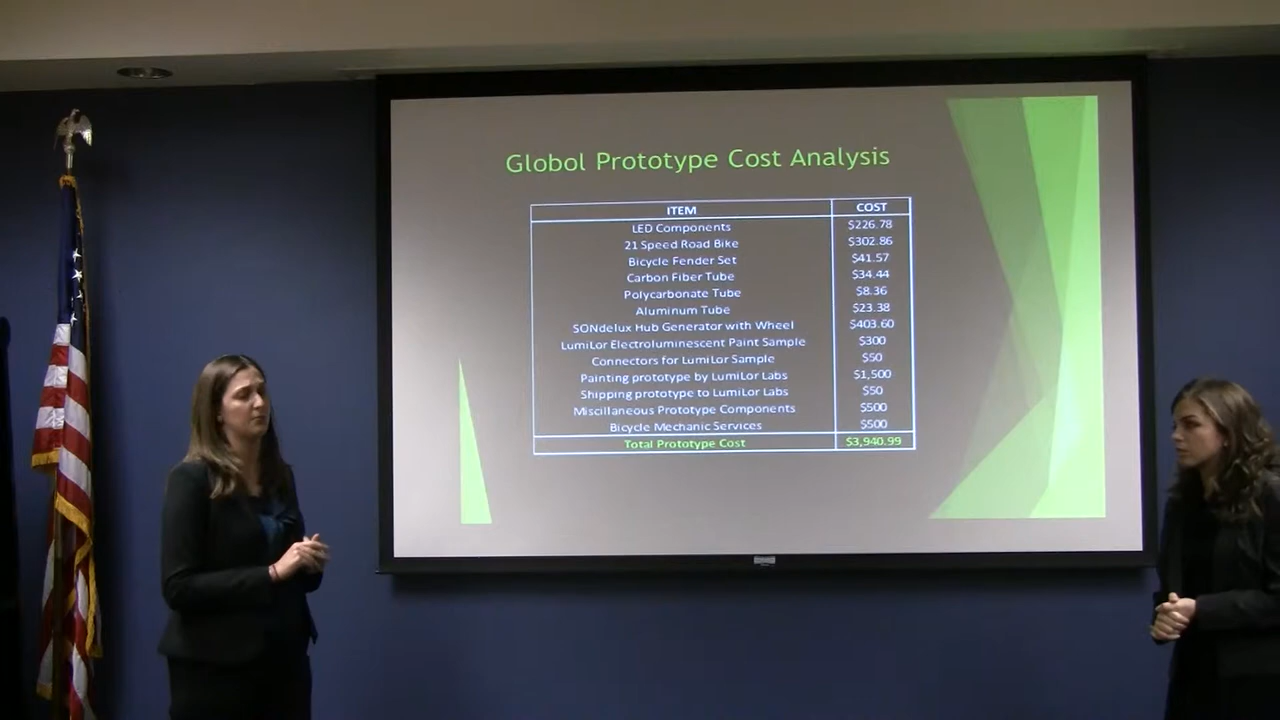 Globol Prototype Cost Analysis
ITEM COST
LED Components $226.78
21 Speed Road Bike $302.86
Bicycle Fender Set $41.57
Carbon Fiber Tube $34.44
Polycarbonate Tube $8.36
Aluminum Tube $23.38
SONdelux Hub Generator with Wheel $403.60
LumiLor Electroluminescent Paint Sample $300
Connectors for LumiLor Sample $50
Painting prototype by LumiLor Labs $1,500
Shipping prototype to LumiLor Labs $50
Miscillaneous Prototype Components $500
Bicycle Mechanic Services $500
Total Prototype Cost $3,940.99